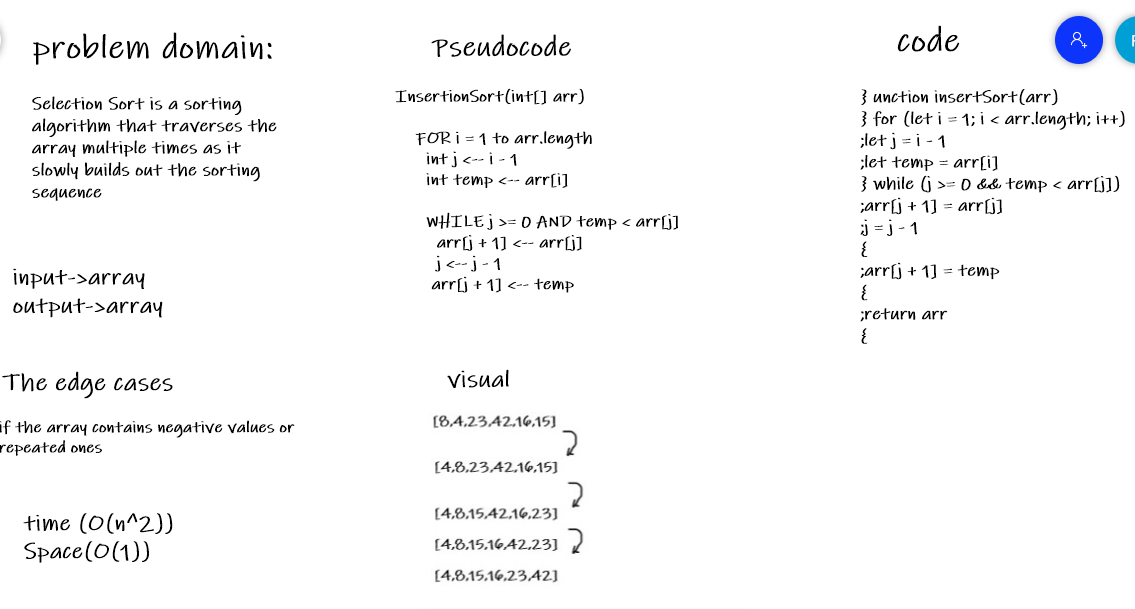 problem domain:
Selection Sort is a sorting
algorithm that traverses the
array multiple times as it
slowly builds out the sorting
sequence
input->array
output->array
The edge cases
if the array contains negative values or
repeated ones
time (O(n^2))
Space(O(1))
Pseudocode
InsertionSort(int[] arr)
FOR i = 1 to arr.length
int j <-- i - 1
int temp <-- arr[i]
WHILE j >= 0 AND temp < arr[j]
arr[j + 1] <-- arr[j]
j <-- j - 1
arr[j + 1] <-- temp
visual
[8,4,23,42,16,15]
[4,8,23,42,16,15]
[4,8,15,42,16,23]
[4,8,15,16,42,23]
[4,8,15,16,23,42]
code
} unction insertSort(arr)
} for (let i = 1; i < arr.length; i++)
;let j = i - 1
;let temp = arr[i]
} while (j >= 0 && temp < arr[j])
;arr[j + 1] = arr[j]
;j = j - 1
{
;arr[j + 1] = temp
{
;return arr
{